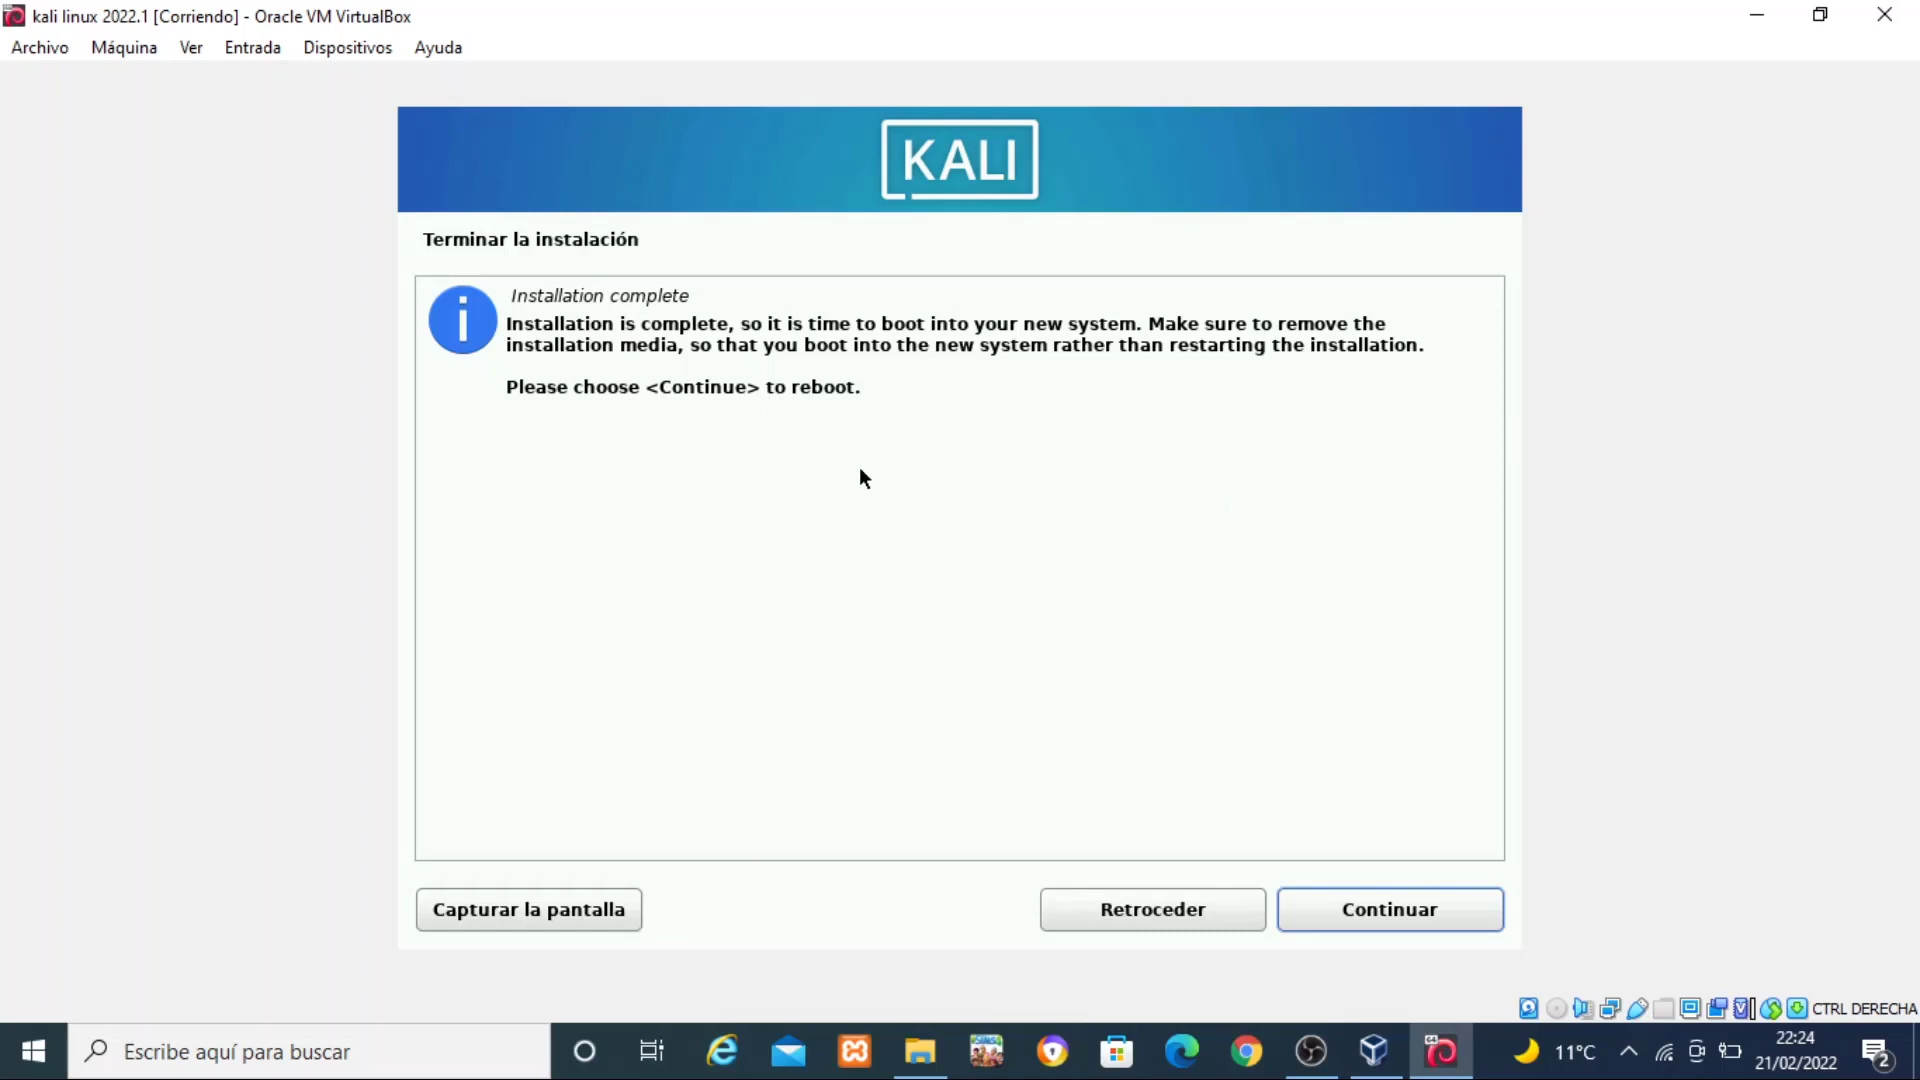 kali linux 2022.1 [Corriendo] - Oracle VM VirtualBox
Archivo Máquina Ver Entrada Dispositivos Ayuda
KALI
Terminar la instalación
Installation complete
Installation is complete, so it is time to boot into your new system. Make sure to remove the
installation media, so that you boot into the new system rather than restarting the installation.
Please choose <Continue> to reboot.
Capturar la pantalla Retroceder Continuar
CTRL DERECHA
Escribe aquí para buscar
11°C
22:24
21/02/2022
2